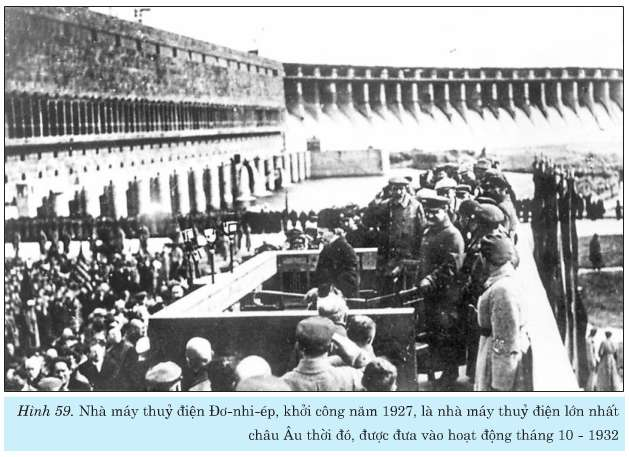 Hình 59. Nhà máy thuỷ điện Đơ-nhi-ép, khởi công năm 1927, là nhà máy thuỷ điện lớn nhất
châu Âu thời đó, được đưa vào hoạt động tháng 10 - 1932